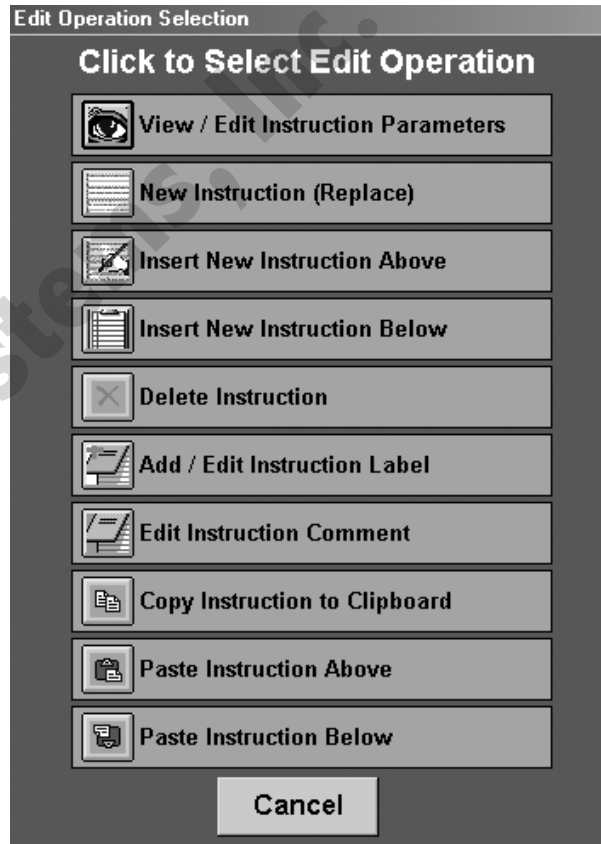 Edit Operation Selection
Click to Select Edit Operation
View / Edit Instruction Parameters
New Instruction (Replace)
Insert New Instruction Above
Insert New Instruction Below
Delete Instruction
Add / Edit Instruction Label
Edit Instruction Comment
Copy Instruction to Clipboard
Paste Instruction Above
Paste Instruction Below
Cancel
stems, Inc.